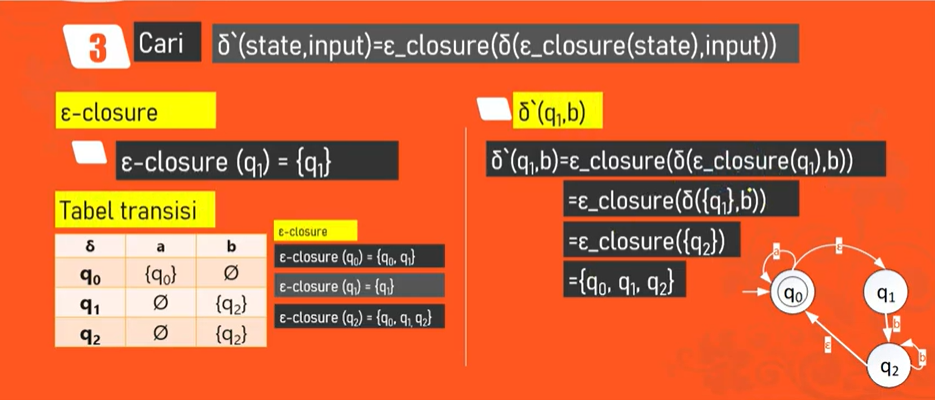 3 Cari δ`(state,input)=ε_closure(δ(ε_closure(state),input))
ε-closure
ε-closure (q₁) = {q₁}
Tabel transisi
δ a b
q₀ {q₀} Ø
q₁ Ø {q₂}
q₂ Ø {q₂}
ε-closure
ε-closure (q₀) = {q₀, q₁}
ε-closure (q₁) = {q₁}
ε-closure (q₂) = {q₀, q₁, q₂}
δ`(q₁,b)
δ`(q₁,b)=ε_closure(δ(ε_closure(q₁),b))
=ε_closure(δ({q₁},b))
=ε_closure({q₂})
={q₀, q₁, q₂}
a
ε
q₀
q₁
b
ε
b
q₂